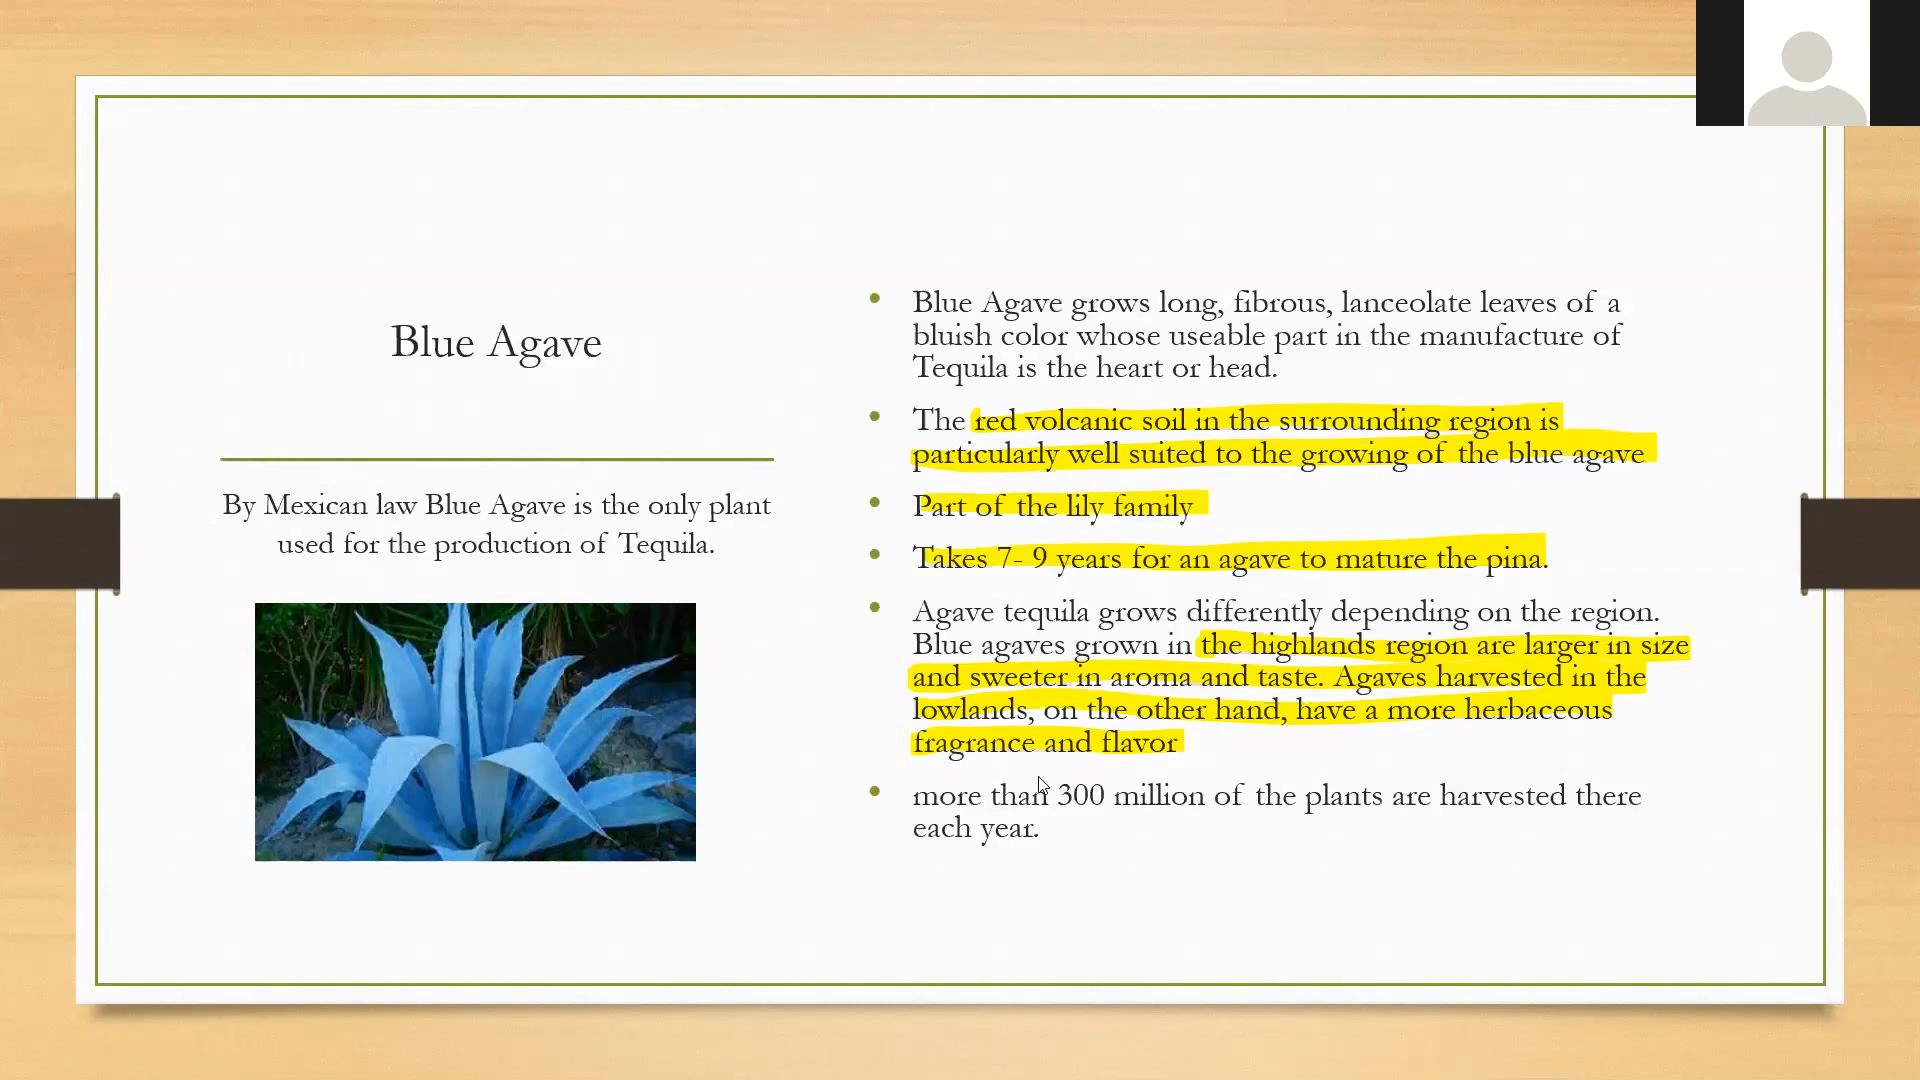 Blue Agave
By Mexican law Blue Agave is the only plant
used for the production of Tequila.
• Blue Agave grows long, fibrous, lanceolate leaves of a
bluish color whose useable part in the manufacture of
Tequila is the heart or head.
• The red volcanic soil in the surrounding region is
particularly well suited to the growing of the blue agave
• Part of the lily family
• Takes 7- 9 years for an agave to mature the pina.
• Agave tequila grows differently depending on the region.
Blue agaves grown in the highlands region are larger in size
and sweeter in aroma and taste. Agaves harvested in the
lowlands, on the other hand, have a more herbaceous
fragrance and flavor
• more than 300 million of the plants are harvested there
each year.